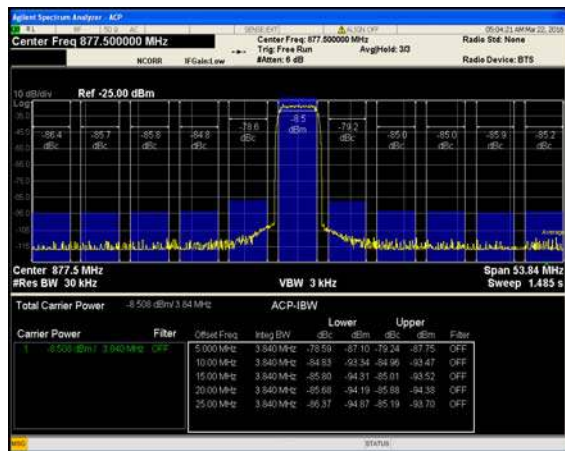 Agilent Spectrum Analyzer - ACP
RL RF 50 Ω AC SENSE:EXT ALIGN OFF 05:04:21 AM Mar 22, 2016
Center Freq 877.500000 MHz Center Freq: 877.500000 MHz Radio Std: None
Trig: Free Run Avg|Hold: 3/3
NCORR IFGain:Low #Atten: 6 dB Radio Device: BTS
10 dB/div Ref -25.00 dBm
Log
-86.4 dBc -85.7 dBc -85.8 dBc -84.8 dBc -78.6 dBc -8.5 dBm -79.2 dBc -85.0 dBc -85.0 dBc -85.9 dBc -85.2 dBc
Average
Center 877.5 MHz Span 53.84 MHz
#Res BW 30 kHz VBW 3 kHz Sweep 1.485 s
Total Carrier Power -8.508 dBm/ 3.84 MHz ACP-IBW
Lower Upper
Carrier Power Filter Offset Freq Integ BW dBc dBm dBc dBm Filter
1 -8.508 dBm / 3.840 MHz OFF 5.000 MHz 3.840 MHz -78.59 -87.10 -79.24 -87.75 OFF
10.00 MHz 3.840 MHz -84.83 -93.34 -84.96 -93.47 OFF
15.00 MHz 3.840 MHz -85.80 -94.31 -85.01 -93.52 OFF
20.00 MHz 3.840 MHz -85.68 -94.19 -85.88 -94.38 OFF
25.00 MHz 3.840 MHz -86.37 -94.87 -85.19 -93.70 OFF
MSG STATUS